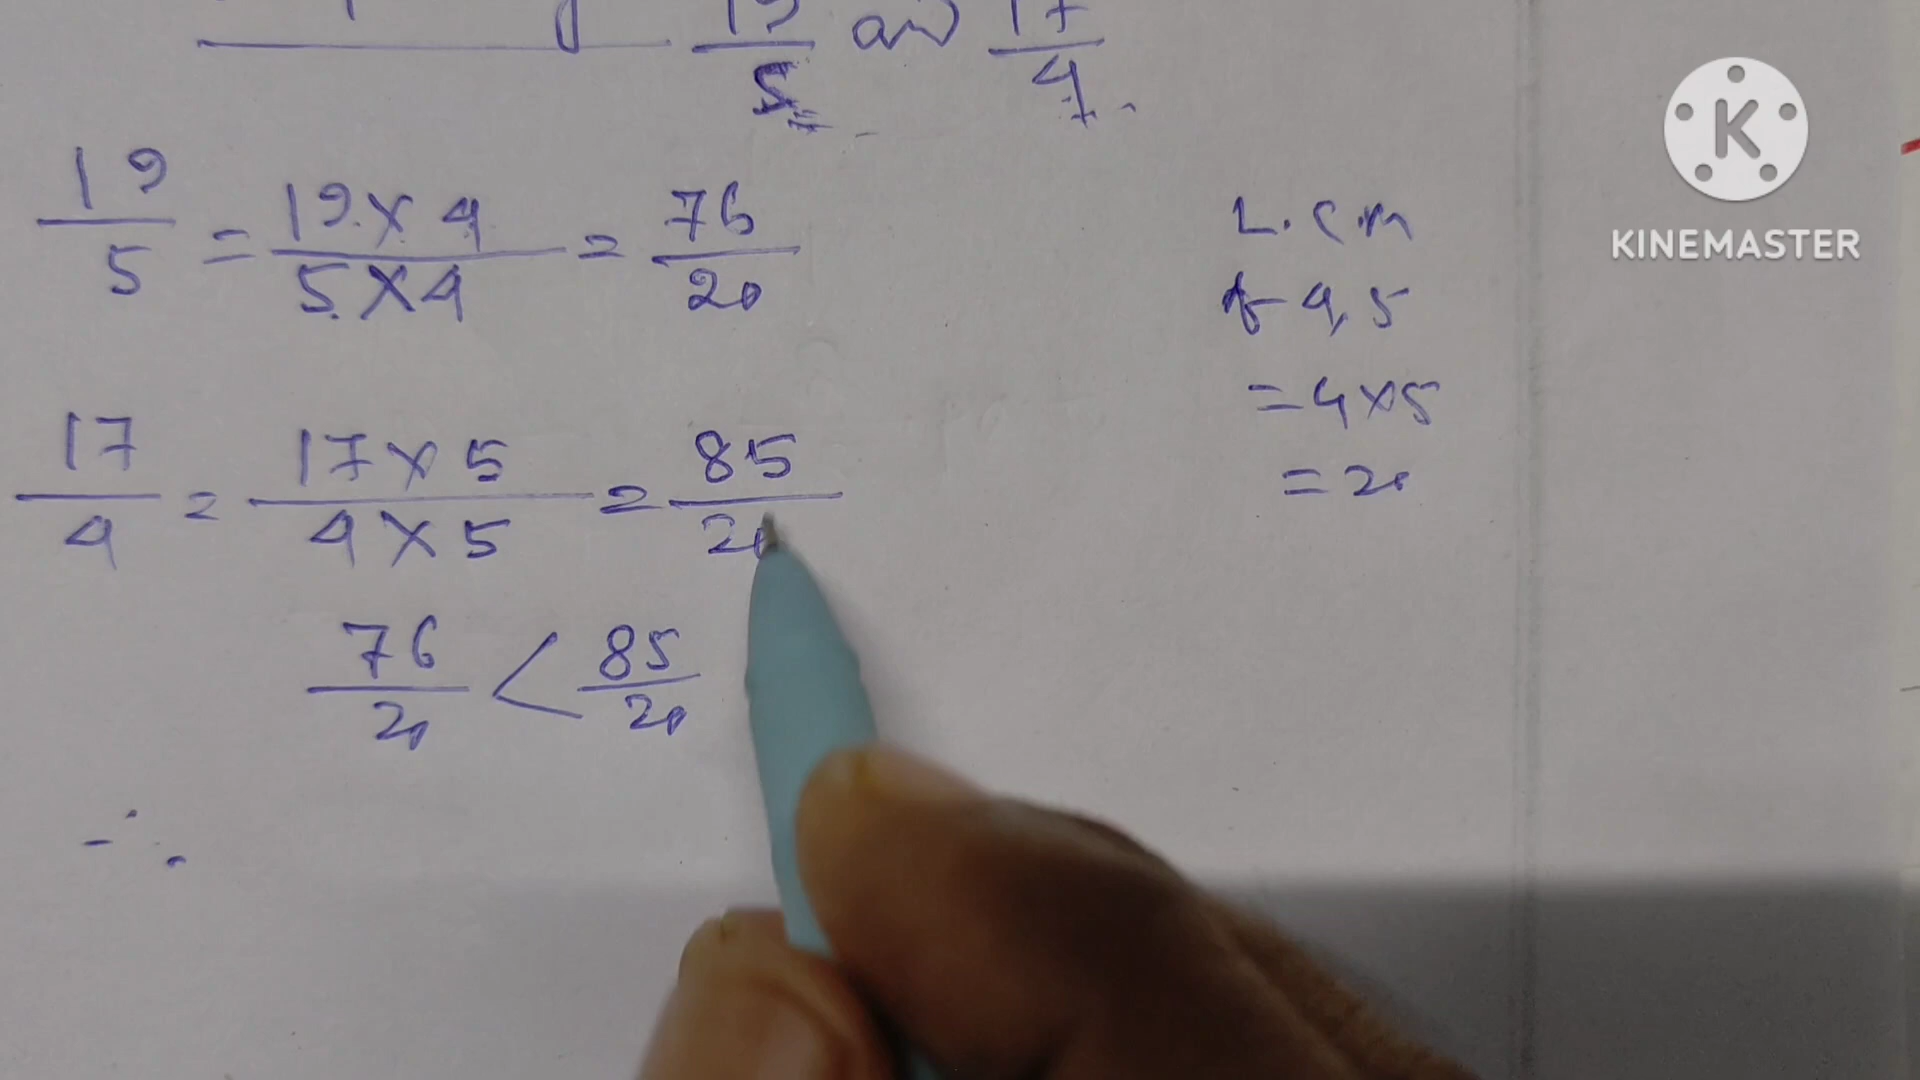 19/5 and 17/4.
19/5 = 19×4/5×4 = 76/20
17/4 = 17×5/4×5 = 85/20
76/20 < 85/20
∴
L.C.M
of 4,5
=4×5
=20
K
KINEMASTER